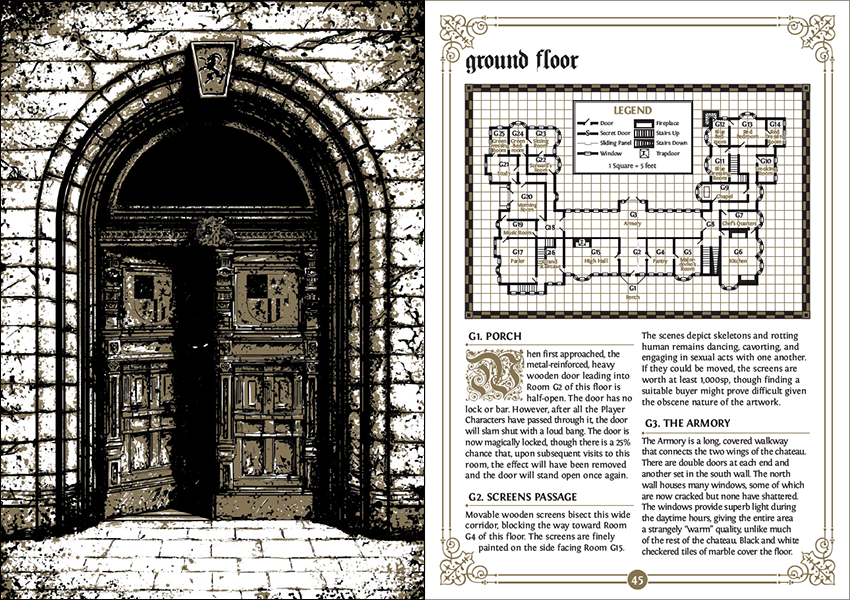 ground floor
LEGEND
Door
Secret Door
Sliding Panel
Window
Fireplace
Stairs Up
Stairs Down
Trapdoor
1 Square = 5 feet
G25
G24
G23
G12
G13
G14
G22
G21
Study
G11
G10
G9
Chapel
G20
Morning Room
G3
Armory
G19
Music Room
G18
G8
G7
Chef's Quarters
G17
Parlor
G16
G15
High Hall
G2
G4
Pantry
G5
G6
Kitchen
G1
Porch
G1. PORCH
When first approached, the
metal-reinforced, heavy
wooden door leading into
Room G2 of this floor is
half-open. The door has no
lock or bar. However, after all the Player
Characters have passed through it, the door
will slam shut with a loud bang. The door is
now magically locked, though there is a 25%
chance that, upon subsequent visits to this
room, the effect will have been removed
and the door will stand open once again.
G2. SCREENS PASSAGE
Movable wooden screens bisect this wide
corridor, blocking the way toward Room
G4 of this floor. The screens are finely
painted on the side facing Room G15.
The scenes depict skeletons and rotting
human remains dancing, cavorting, and
engaging in sexual acts with one another.
If they could be moved, the screens are
worth at least 1,000sp, though finding a
suitable buyer might prove difficult given
the obscene nature of the artwork.
G3. THE ARMORY
The Armory is a long, covered walkway
that connects the two wings of the chateau.
There are double doors at each end and
another set in the south wall. The north
wall houses many windows, some of which
are now cracked but none have shattered.
The windows provide superb light during
the daytime hours, giving the entire area
a strangely "warm" quality, unlike much
of the rest of the chateau. Black and white
checkered tiles of marble cover the floor.
45